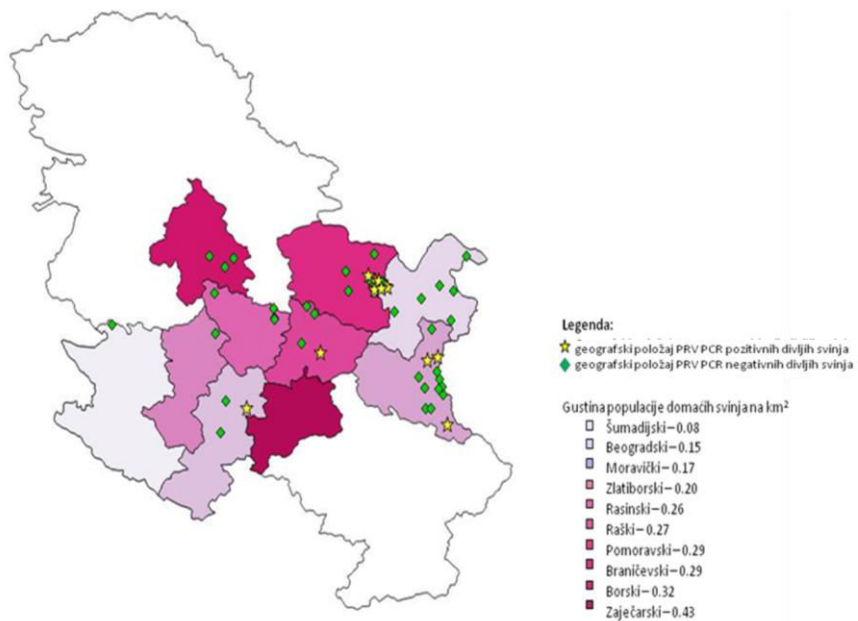 Legenda:
geografski položaj PRV PCR pozitivnih divljih svinja
geografski položaj PRV PCR negativnih divljih svinja
Gustina populacije domaćih svinja na km²
Šumadijski–0.08
Beogradski–0.15
Moravički–0.17
Zlatiborski–0.20
Rasinski–0.26
Raški–0.27
Pomoravski–0.29
Braničevski–0.29
Borski–0.32
Zaječarski–0.43